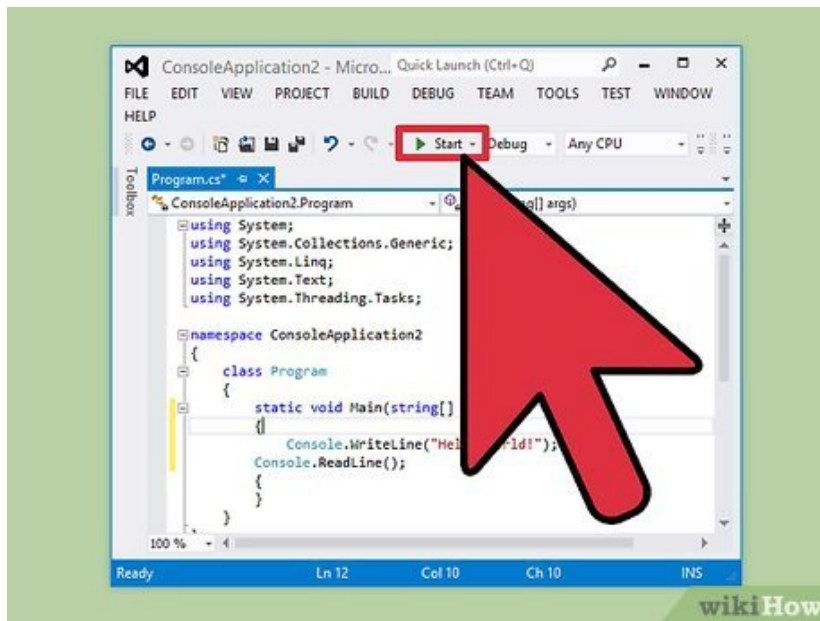 ConsoleApplication2 - Micro... Quick Launch (Ctrl+Q)
FILE EDIT VIEW PROJECT BUILD DEBUG TEAM TOOLS TEST WINDOW
HELP
Start Debug Any CPU
Toolbox
Program.cs*
ConsoleApplication2.Program [] args)
using System;
using System.Collections.Generic;
using System.Linq;
using System.Text;
using System.Threading.Tasks;
namespace ConsoleApplication2
{
class Program
{
static void Main(string[]
{
Console.WriteLine("Hel rld!");
Console.ReadLine();
{
}
}
100 %
Ready Ln 12 Col 10 Ch 10 INS
wikiHow